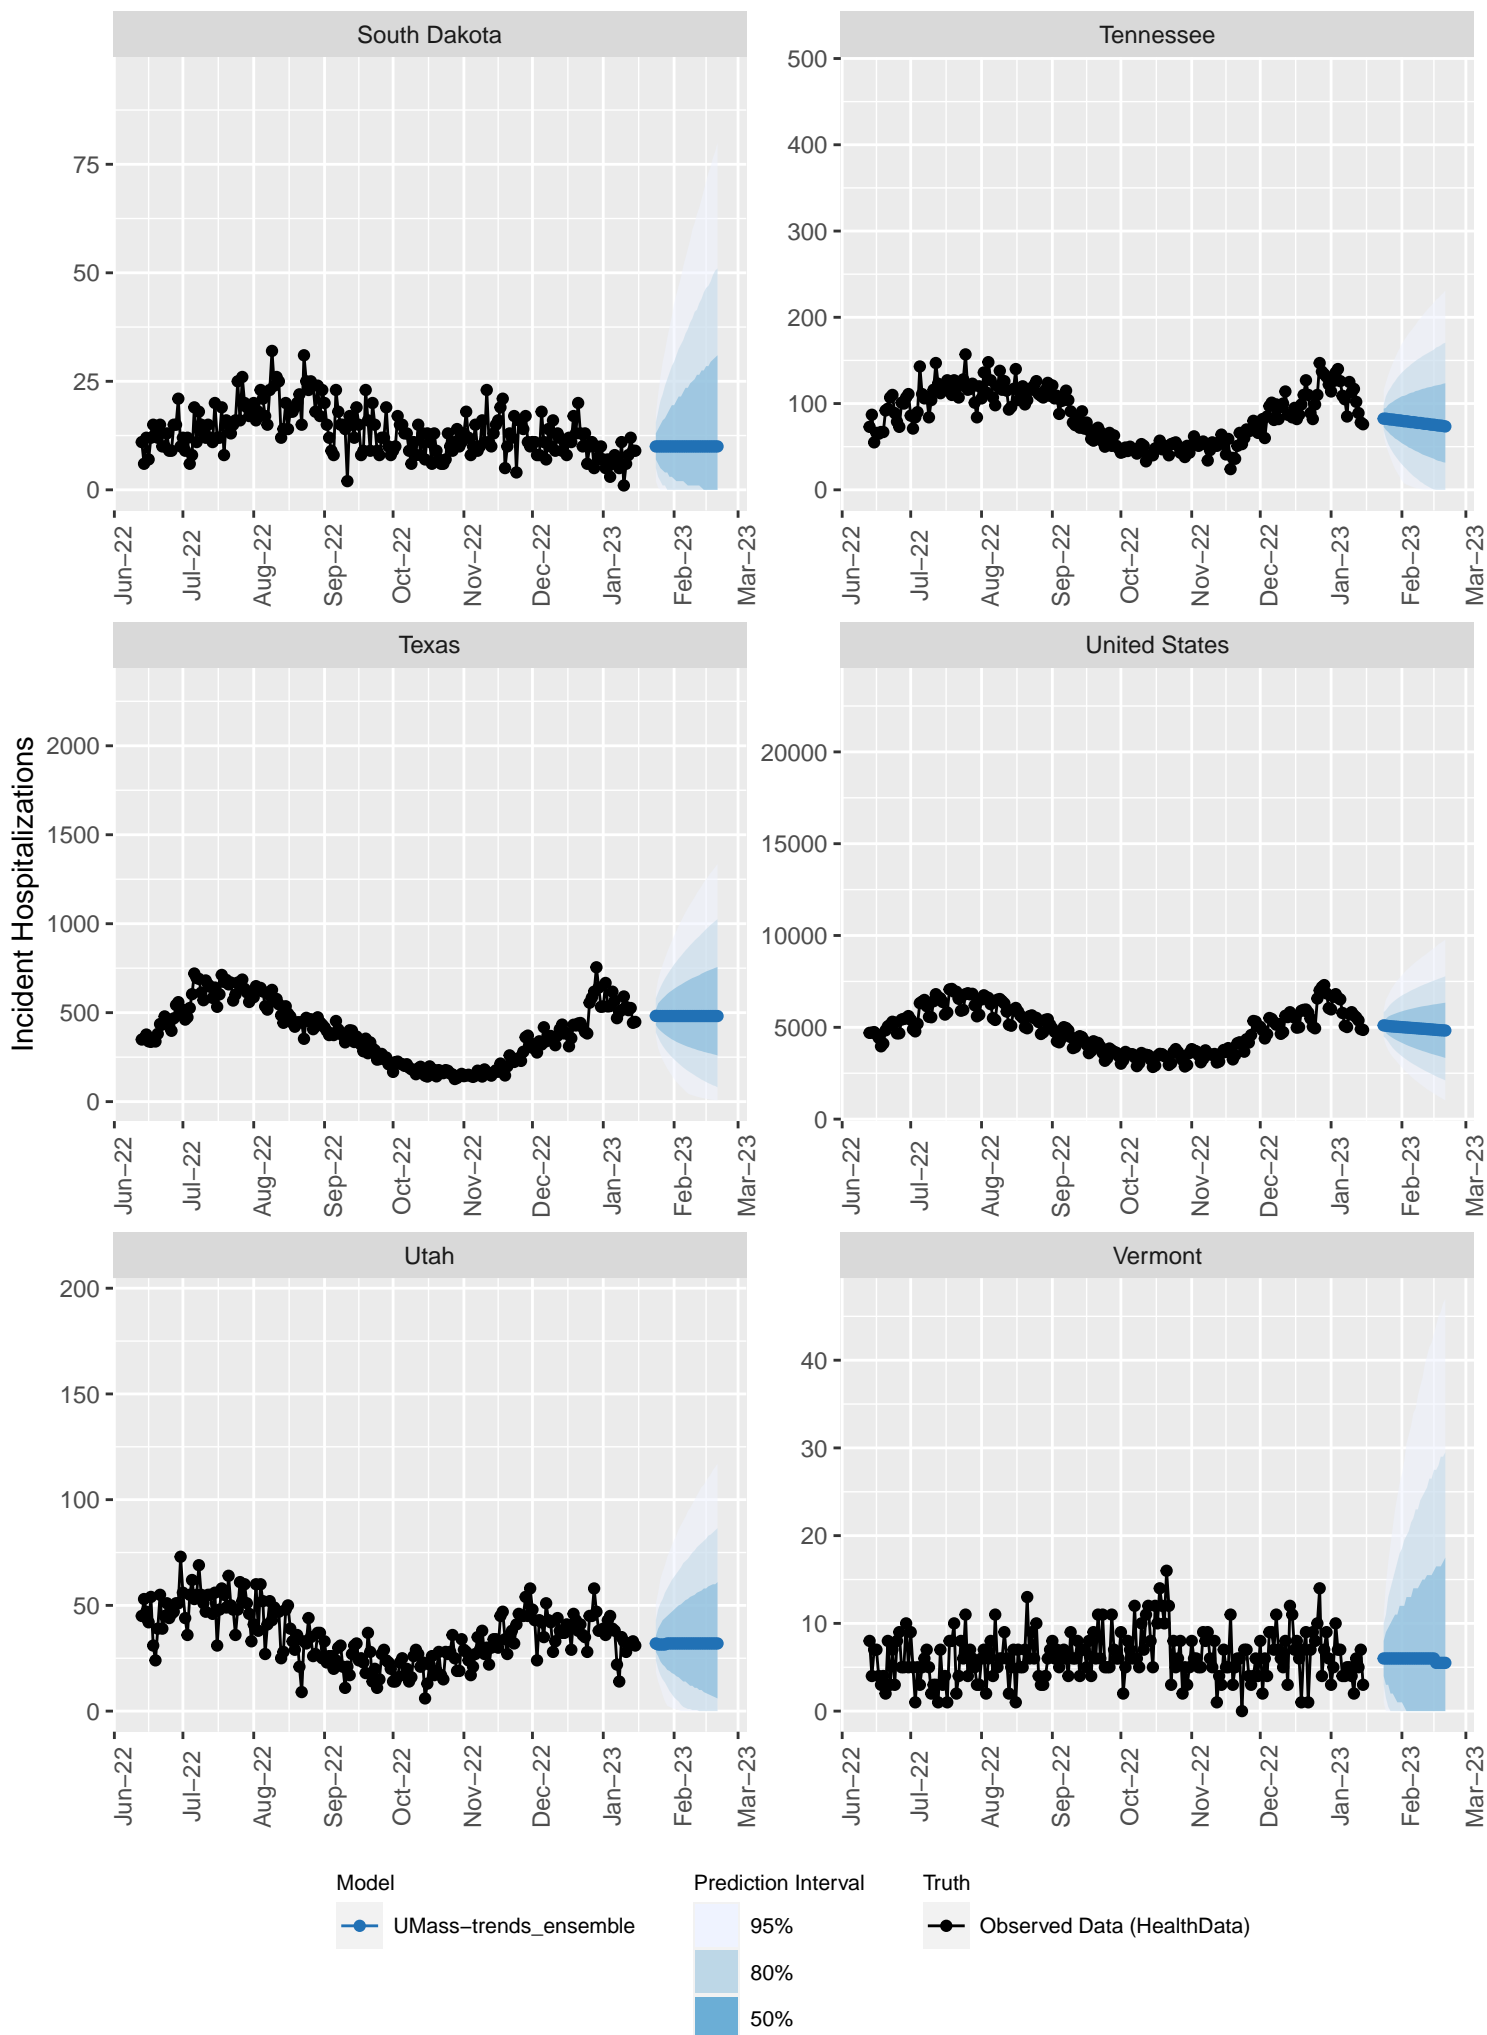 South Dakota
Tennessee
75
50
25
0
500
400
300
200
100
0
Jun−22
Jul−22
Aug−22
Sep−22
Oct−22
Nov−22
Dec−22
Jan−23
Feb−23
Mar−23
Jun−22
Jul−22
Aug−22
Sep−22
Oct−22
Nov−22
Dec−22
Jan−23
Feb−23
Mar−23
Texas
United States
Incident Hospitalizations
2000
1500
1000
500
0
20000
15000
10000
5000
0
Jun−22
Jul−22
Aug−22
Sep−22
Oct−22
Nov−22
Dec−22
Jan−23
Feb−23
Mar−23
Jun−22
Jul−22
Aug−22
Sep−22
Oct−22
Nov−22
Dec−22
Jan−23
Feb−23
Mar−23
Utah
Vermont
200
150
100
50
0
40
30
20
10
0
Jun−22
Jul−22
Aug−22
Sep−22
Oct−22
Nov−22
Dec−22
Jan−23
Feb−23
Mar−23
Jun−22
Jul−22
Aug−22
Sep−22
Oct−22
Nov−22
Dec−22
Jan−23
Feb−23
Mar−23
Model
UMass−trends_ensemble
Prediction Interval
95%
80%
50%
Truth
Observed Data (HealthData)